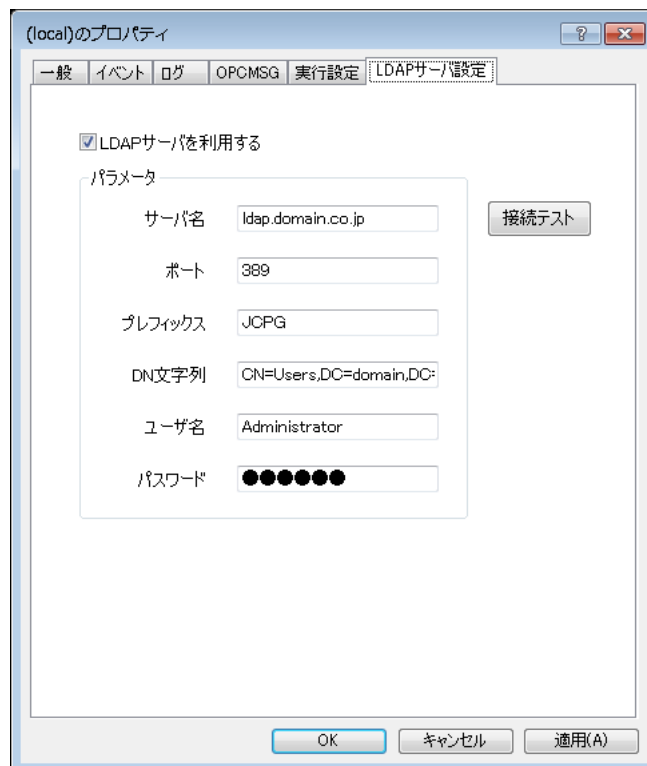 (local)のプロパティ
一般 イベント ログ OPCMSG 実行設定 LDAPサーバ設定
LDAPサーバを利用する
パラメータ
サーバ名 ldap.domain.co.jp 接続テスト
ポート 389
プレフィックス JCPG
DN文字列 CN=Users,DC=domain,DC=
ユーザ名 Administrator
パスワード ●●●●●●
OK キャンセル 適用(A)